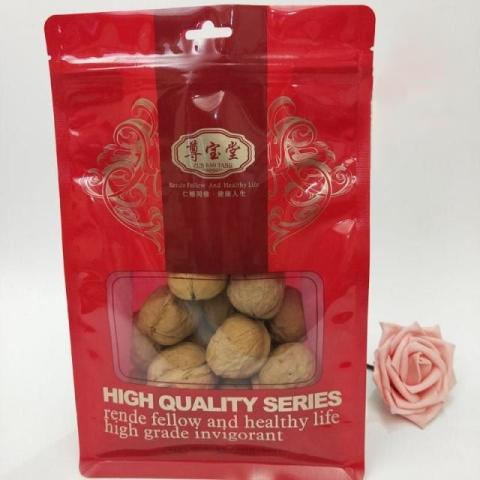 尊宝堂
ZUN BAO TANG
Rende Fellow And Healthy Life
仁德同修·健康人生
HIGH QUALITY SERIES
rende fellow and healthy life
high grade invigorant